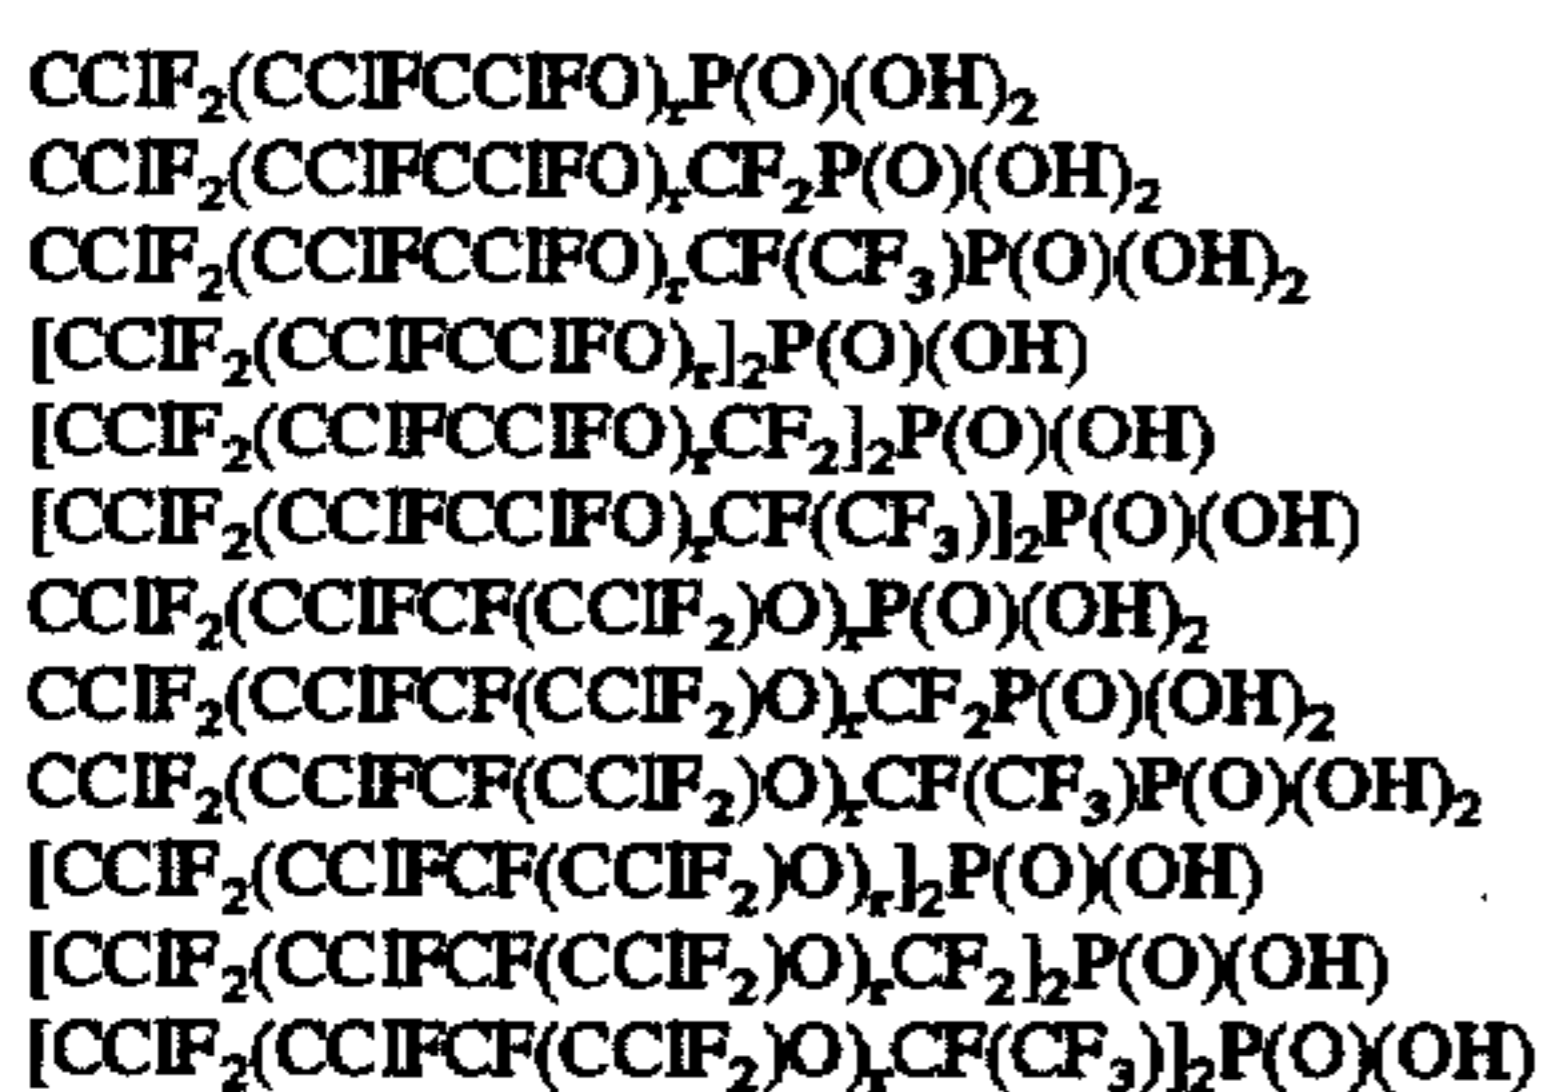 CClF₂(CClFCClFO)ᵣP(O)(OH)₂
CClF₂(CClFCClFO)ᵣCF₂P(O)(OH)₂
CClF₂(CClFCClFO)ᵣCF(CF₃)P(O)(OH)₂
[CClF₂(CClFCClFO)ᵣ]₂P(O)(OH)
[CClF₂(CClFCClFO)ᵣCF₂]₂P(O)(OH)
[CClF₂(CClFCClFO)ᵣCF(CF₃)]₂P(O)(OH)
CClF₂(CClFCF(CClF₂)O)ᵣP(O)(OH)₂
CClF₂(CClFCF(CClF₂)O)ᵣCF₂P(O)(OH)₂
CClF₂(CClFCF(CClF₂)O)ᵣCF(CF₃)P(O)(OH)₂
[CClF₂(CClFCF(CClF₂)O)ᵣ]₂P(O)(OH)
[CClF₂(CClFCF(CClF₂)O)ᵣCF₂]₂P(O)(OH)
[CClF₂(CClFCF(CClF₂)O)ᵣCF(CF₃)]₂P(O)(OH)